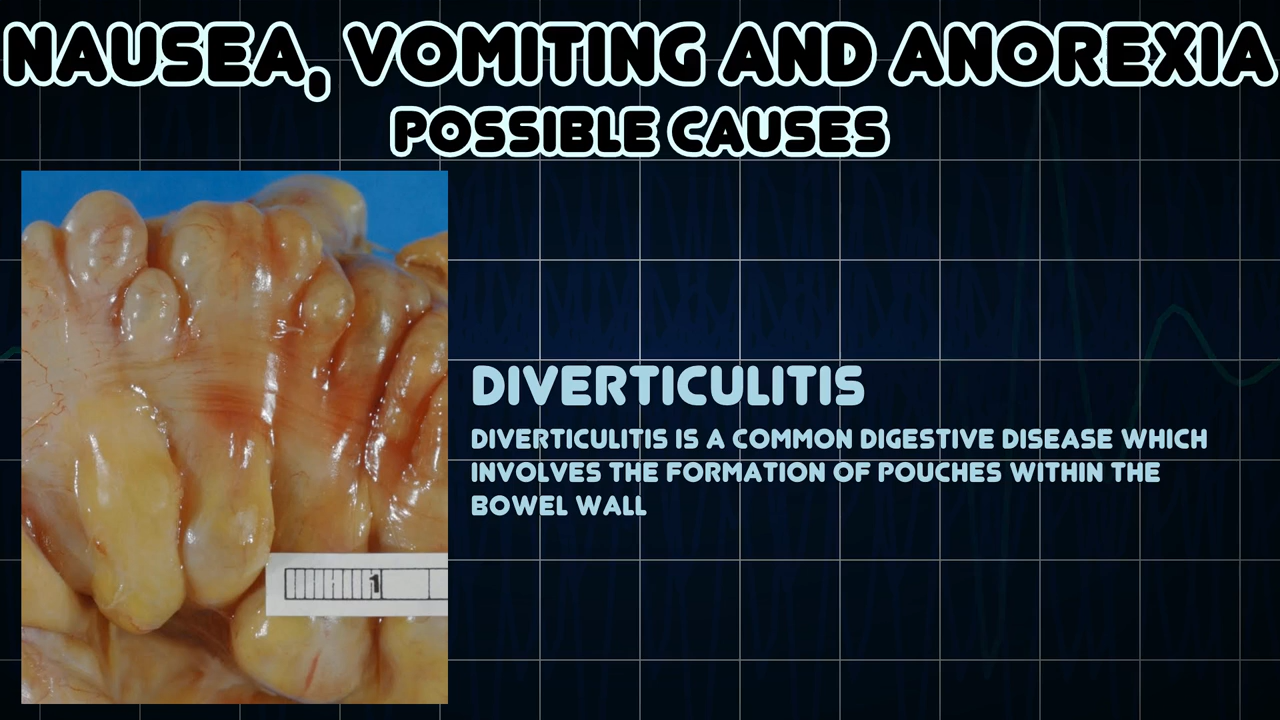 NAUSEA, VOMITING AND ANOREXIA
POSSIBLE CAUSES
DIVERTICULITIS
DIVERTICULITIS IS A COMMON DIGESTIVE DISEASE WHICH
INVOLVES THE FORMATION OF POUCHES WITHIN THE
BOWEL WALL
1